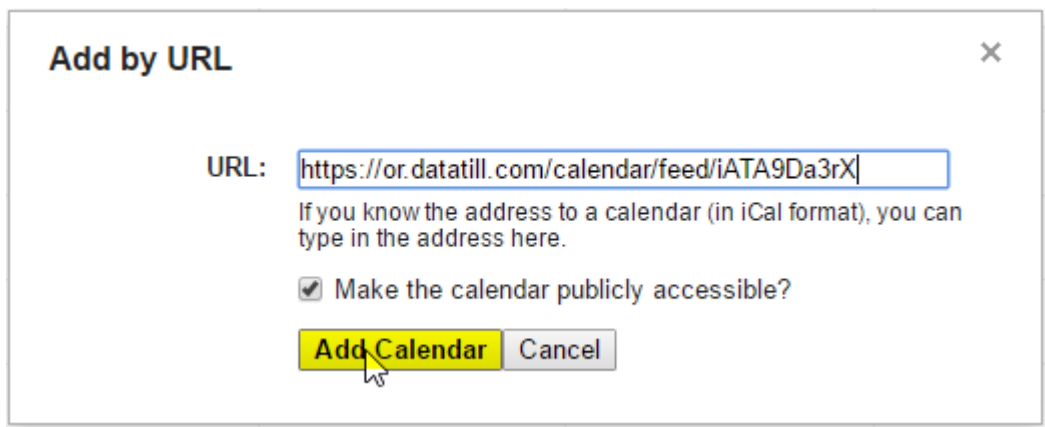 Add by URL
URL: https://or.datatill.com/calendar/feed/iATA9Da3rX
If you know the address to a calendar (in iCal format), you can
type in the address here.
Make the calendar publicly accessible?
Add Calendar Cancel